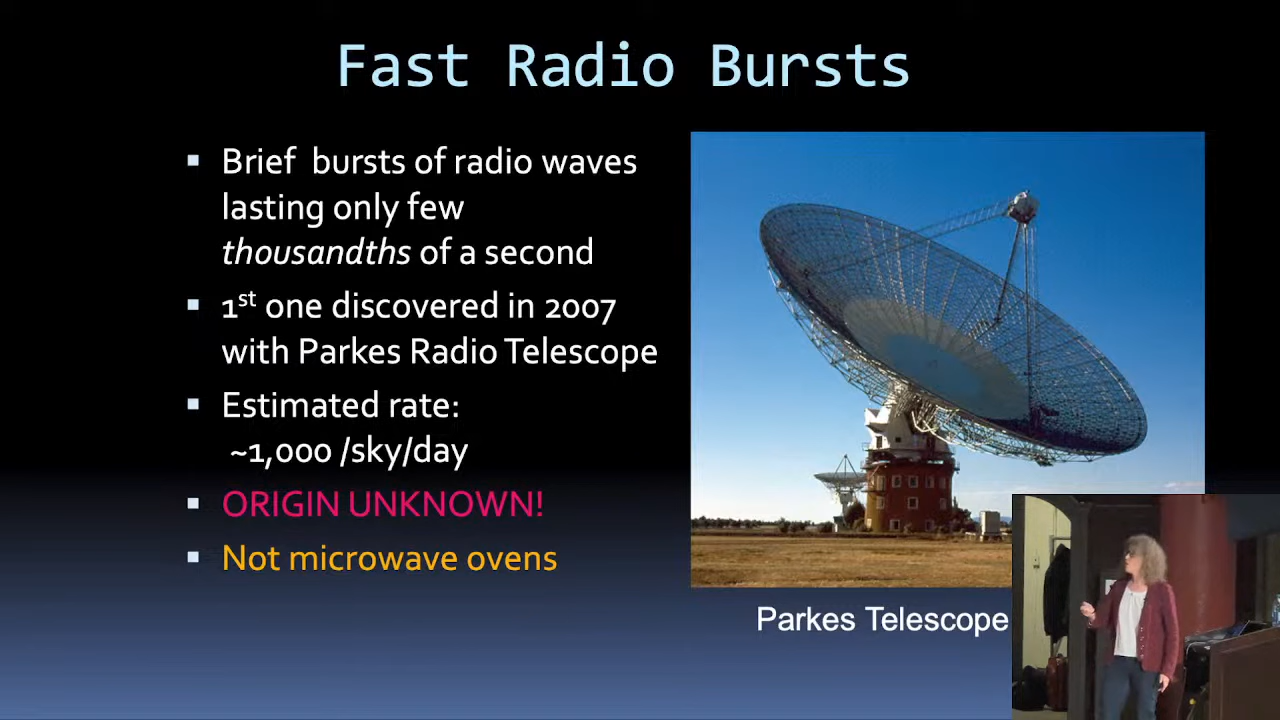 Fast Radio Bursts
Brief bursts of radio waves
lasting only few
thousandths of a second
1st one discovered in 2007
with Parkes Radio Telescope
Estimated rate:
~1,000 /sky/day
ORIGIN UNKNOWN!
Not microwave ovens
Parkes Telescope